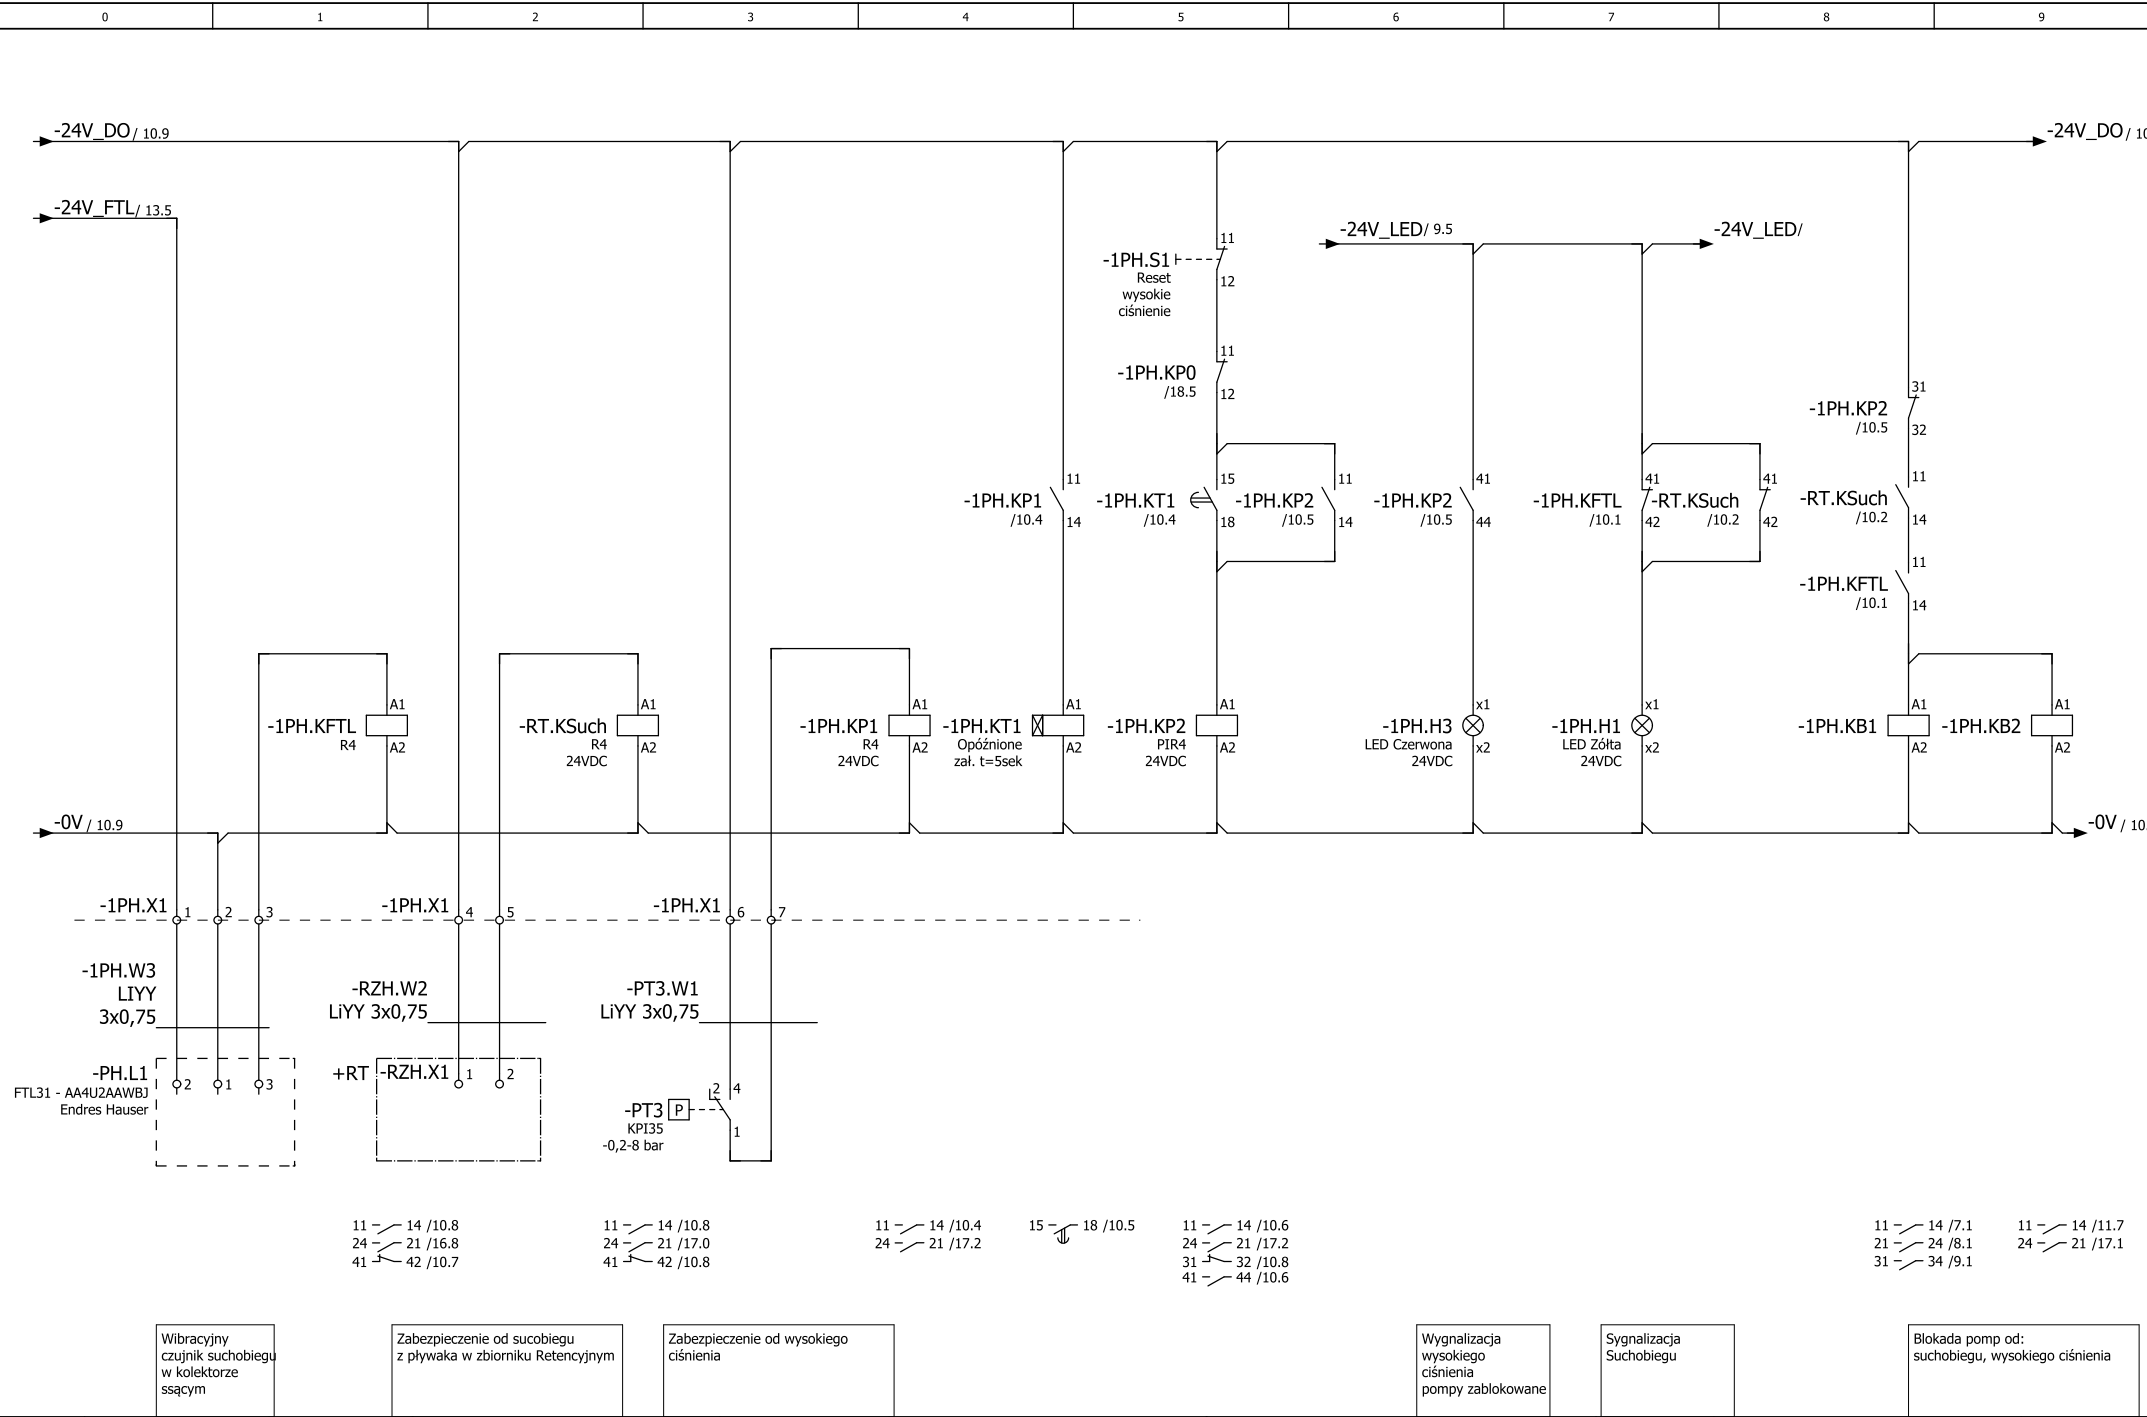 0 1 2 3 4 5 6 7 8 9
-24V_DO / 10.9
-24V_DO / 10
-24V_FTL / 13.5
-24V_LED / 9.5
-24V_LED /
11
-1PH.S1
Reset
wysokie
ciśnienie
12
11
-1PH.KP0
/18.5
12
31
-1PH.KP2
/10.5
32
11
-1PH.KP1
/10.4
14
15
-1PH.KT1
/10.4
18
11
-1PH.KP2
/10.5
14
41
-1PH.KP2
/10.5
44
41
-1PH.KFTL
/10.1
42
41
-RT.KSuch
/10.2
42
11
-RT.KSuch
/10.2
14
11
-1PH.KFTL
/10.1
14
A1
-1PH.KFTL
R4
A2
A1
-RT.KSuch
R4
24VDC
A2
A1
-1PH.KP1
R4
24VDC
A2
A1
-1PH.KT1
Opóźnione
zał. t=5sek
A2
A1
-1PH.KP2
PIR4
24VDC
A2
x1
-1PH.H3
LED Czerwona
24VDC
x2
x1
-1PH.H1
LED Żółta
24VDC
x2
A1
-1PH.KB1
A2
A1
-1PH.KB2
A2
-0V / 10.9
-0V / 10.
-1PH.X1 1 2 3
-1PH.X1 4 5
-1PH.X1 6 7
-1PH.W3
LIYY
3x0,75
-RZH.W2
LiYY 3x0,75
-PT3.W1
LiYY 3x0,75
-PH.L1
FTL31 - AA4U2AAWBJ
Endres Hauser
2 1 3
+RT -RZH.X1 1 2
2 4
-PT3 P
KPI35
-0,2-8 bar
1
11 14 /10.8
24 21 /16.8
41 42 /10.7
11 14 /10.8
24 21 /17.0
41 42 /10.8
11 14 /10.4
24 21 /17.2
15 18 /10.5
11 14 /10.6
24 21 /17.2
31 32 /10.8
41 44 /10.6
11 14 /7.1
21 24 /8.1
31 34 /9.1
11 14 /11.7
24 21 /17.1
Wibracyjny
czujnik suchobiegu
w kolektorze
ssącym
Zabezpieczenie od sucobiegu
z pływaka w zbiorniku Retencyjnym
Zabezpieczenie od wysokiego
ciśnienia
Wygnalizacja
wysokiego
ciśnienia
pompy zablokowane
Sygnalizacja
Suchobiegu
Blokada pomp od:
suchobiegu, wysokiego ciśnienia